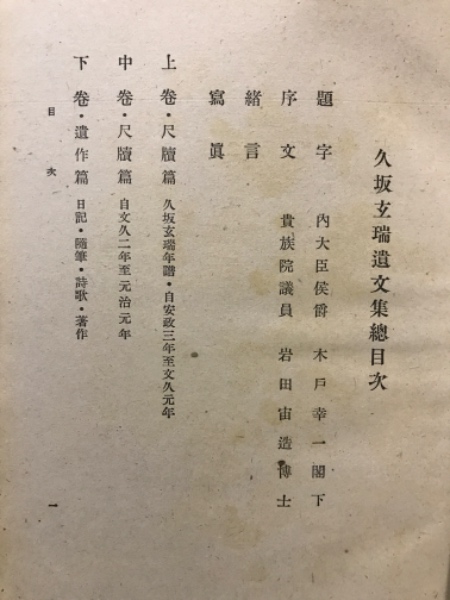 久坂玄瑞遺文集總目次
題字 內大臣侯爵 木戶幸一閣下
序文 貴族院議員 岩田宙造博士
緒言
寫眞
上卷・尺牘篇 久坂玄瑞年譜・自安政三年至文久元年
中卷・尺牘篇 自文久二年至元治元年
下卷・遺作篇 日記・隨筆・詩歌・著作
目次
一